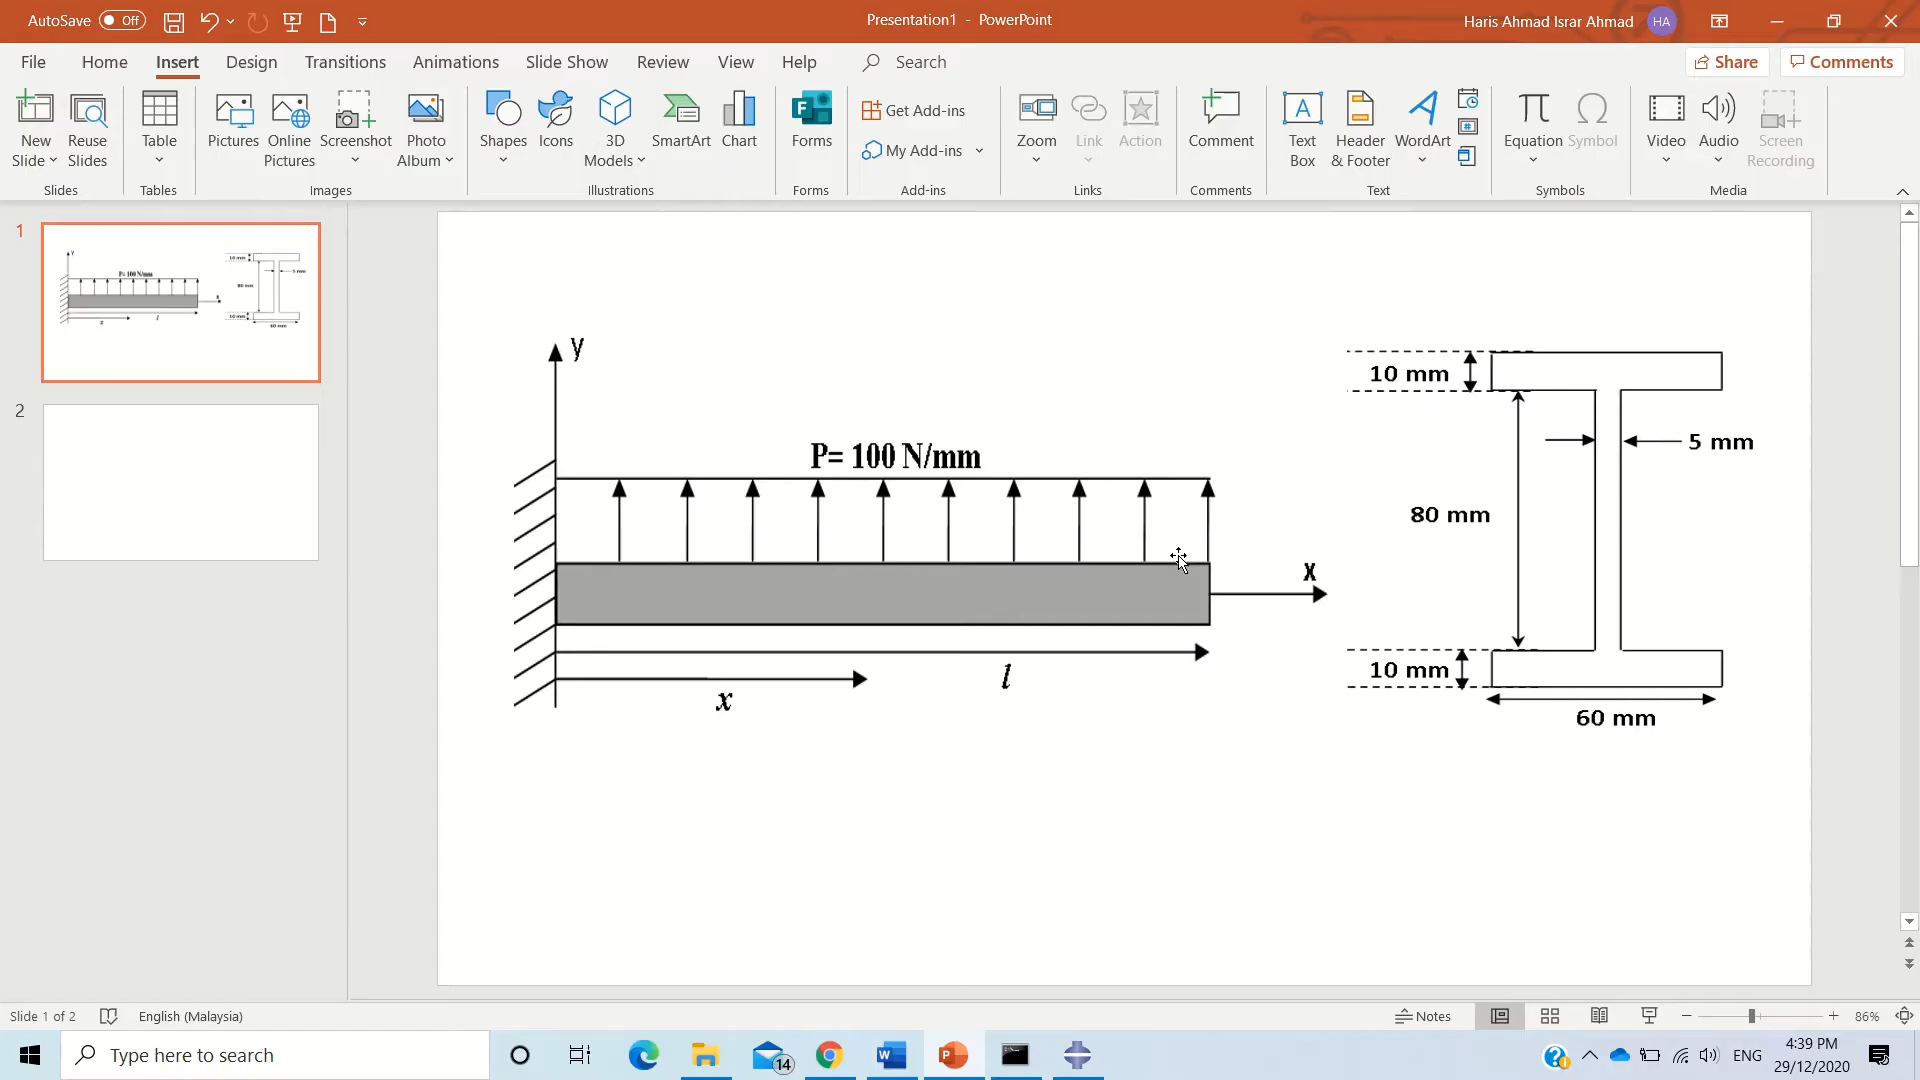 AutoSave Off
Presentation1 - PowerPoint
Haris Ahmad Israr Ahmad HA
File Home Insert Design Transitions Animations Slide Show Review View Help Search Share Comments
New Slide
Reuse Slides
Table
Pictures
Online Pictures
Screenshot
Photo Album
Shapes
Icons
3D Models
SmartArt
Chart
Forms
Get Add-ins
My Add-ins
Zoom
Link
Action
Comment
Text Box
Header & Footer
WordArt
Equation
Symbol
Video
Audio
Screen Recording
Slides Tables Images Illustrations Forms Add-ins Links Comments Text Symbols Media
1
2
y
P= 100 N/mm
x
l
x
10 mm
5 mm
80 mm
10 mm
60 mm
Slide 1 of 2 English (Malaysia) Notes 86%
Type here to search
14
ENG
4:39 PM
29/12/2020